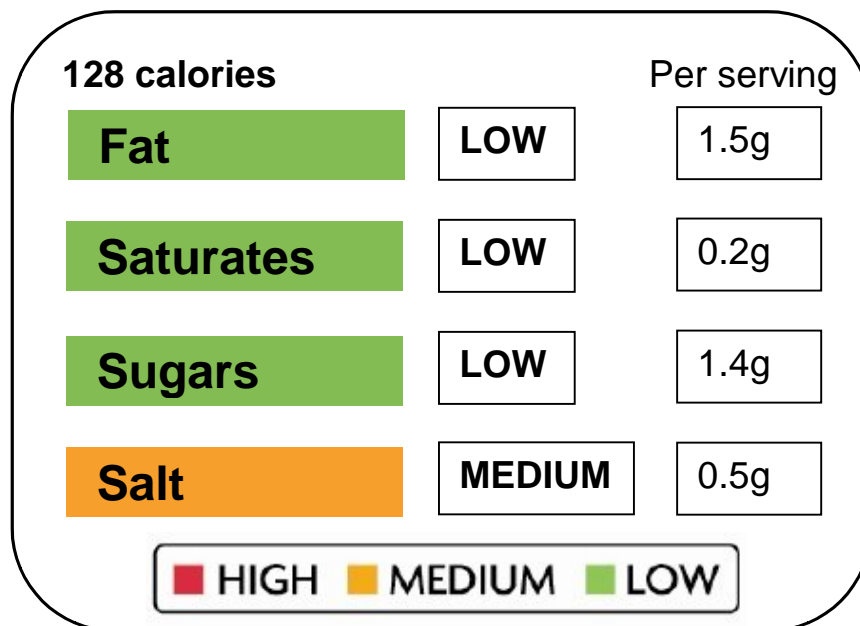 128 calories Per serving
Fat LOW 1.5g
Saturates LOW 0.2g
Sugars LOW 1.4g
Salt MEDIUM 0.5g
HIGH MEDIUM LOW